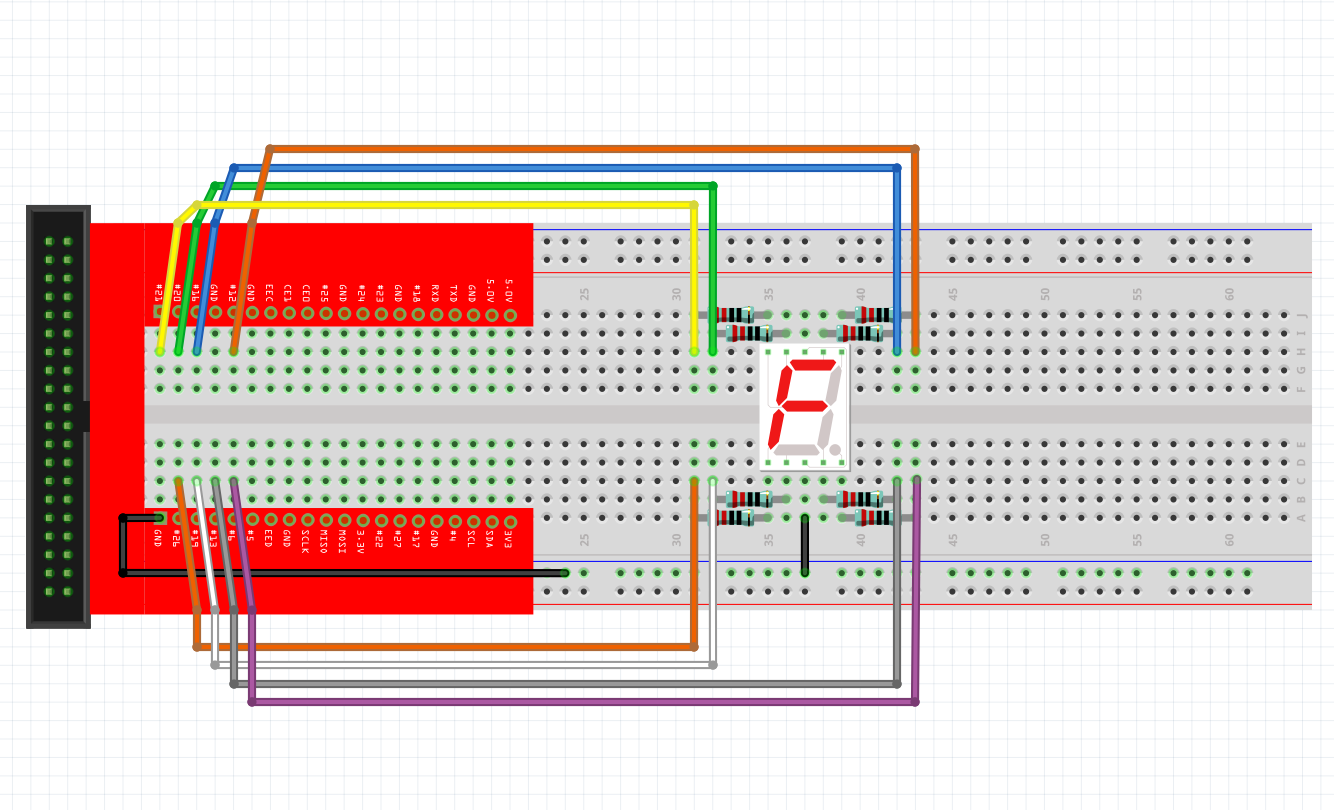 #21 #20 #16 GND #12 GND EEC CE1 CE0 #25 GND #24 #23 GND #18 RXD TXD GND 5.0V 5.0V
25 30 35 40 45 50 55 60
J
I
H
G
F
E
D
C
B
A
GND #26 #19 #13 #6 #5 EED GND SCLK MISO MOSI 3.3V #22 #27 #17 GND #4 SCL SDA 3V3
25 30 35 40 45 50 55 60